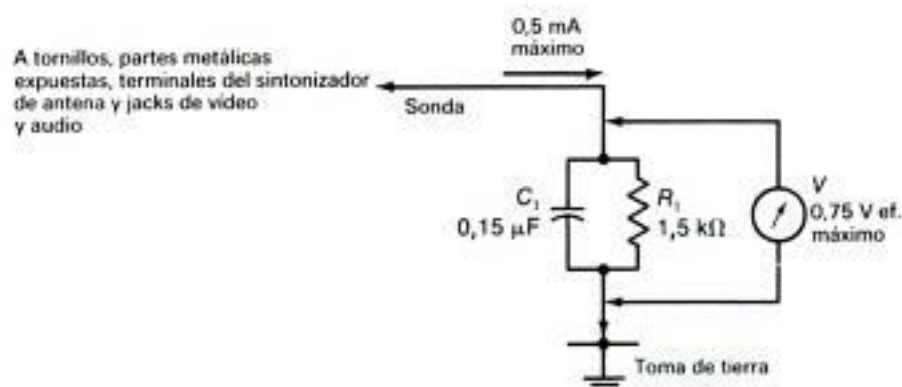 0,5 mA
máximo
A tornillos, partes metálicas
expuestas, terminales del sintonizador
de antena y jacks de vídeo
y audio
Sonda
C₁
0,15 μF
R₁
1,5 kΩ
V
0,75 V ef.
máximo
Toma de tierra